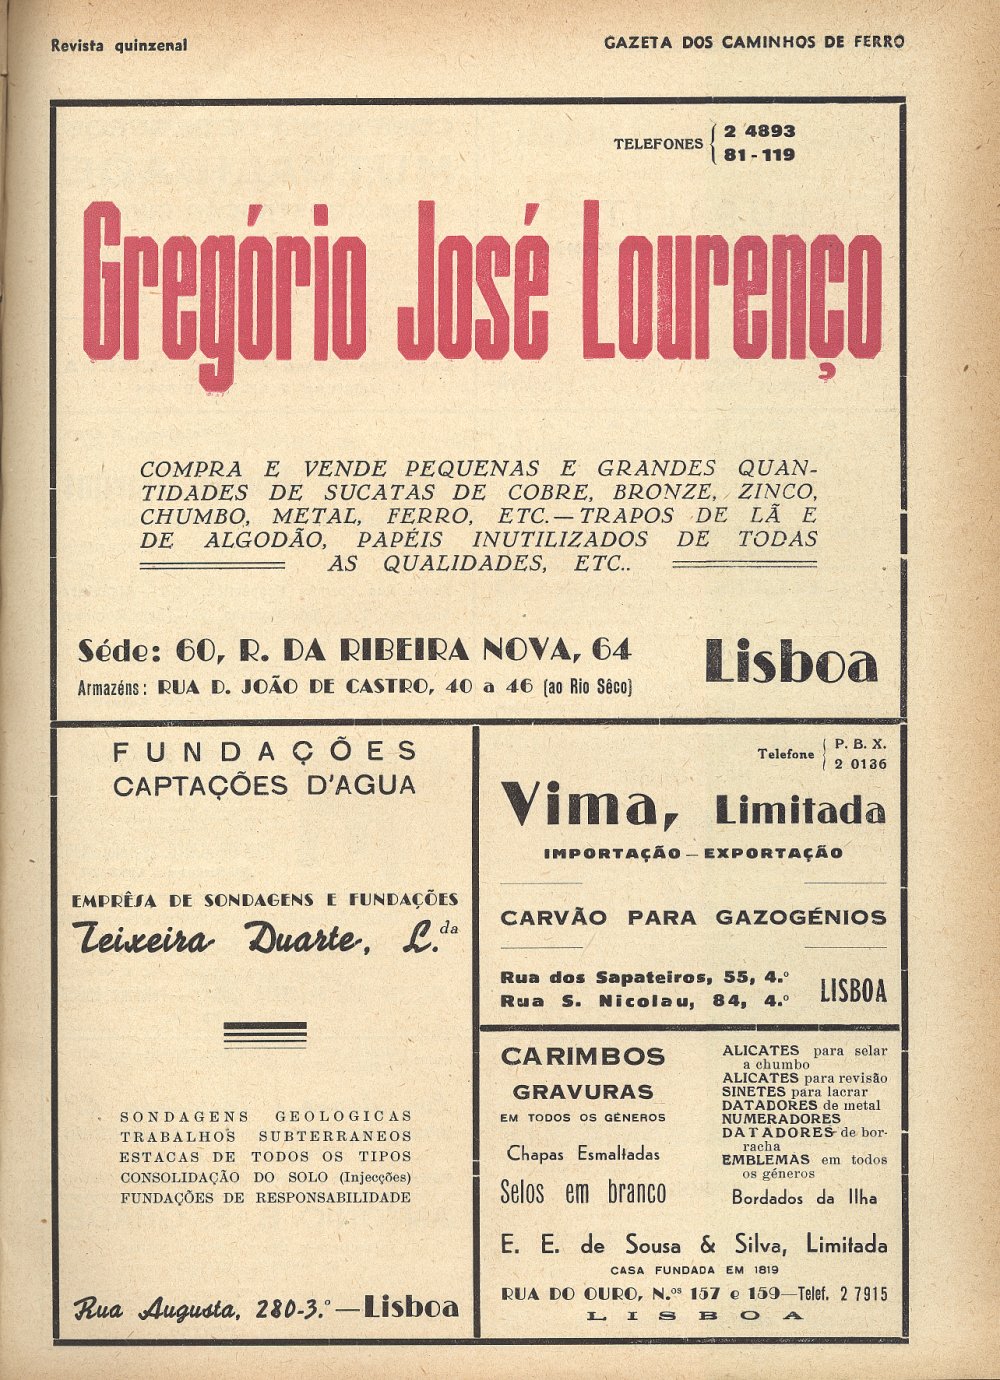 Revista quinzenal
GAZETA DOS CAMINHOS DE FERRO
TELEFONES { 2 4893
81-119
Gregório José Lourenço
COMPRA E VENDE PEQUENAS E GRANDES QUAN-
TIDADES DE SUCATAS DE COBRE, BRONZE, ZINCO,
CHUMBO, METAL, FERRO, ETC.—TRAPOS DE LÃ E
DE ALGODÃO, PAPÉIS INUTILIZADOS DE TODAS
AS QUALIDADES, ETC..
Séde: 60, R. DA RIBEIRA NOVA, 64
Armazéns: RUA D. JOÃO DE CASTRO, 40 a 46 (ao Rio Sêco)
Lisboa
FUNDAÇÕES
CAPTAÇÕES D'AGUA
EMPRÊSA DE SONDAGENS E FUNDAÇÕES
Teixeira Duarte, L.da
SONDAGENS GEOLOGICAS
TRABALHOS SUBTERRANEOS
ESTACAS DE TODOS OS TIPOS
CONSOLIDAÇÃO DO SOLO (Injecções)
FUNDAÇÕES DE RESPONSABILIDADE
Rua Augusta, 280-3.º—Lisboa
Telefone { P. B. X.
2 0136
Vima, Limitada
IMPORTAÇÃO—EXPORTAÇÃO
CARVÃO PARA GAZOGÉNIOS
Rua dos Sapateiros, 55, 4.º
Rua S. Nicolau, 84, 4.º
LISBOA
CARIMBOS
GRAVURAS
EM TODOS OS GÉNEROS
Chapas Esmaltadas
Selos em branco
ALICATES para selar
a chumbo
ALICATES para revisão
SINETES para lacrar
DATADORES de metal
NUMERADORES
DATADORES de bor-
racha
EMBLEMAS em todos
os géneros
Bordados da Ilha
E. E. de Sousa & Silva, Limitada
CASA FUNDADA EM 1819
RUA DO OURO, N.os 157 e 159—Telef. 2 7915
LISBOA